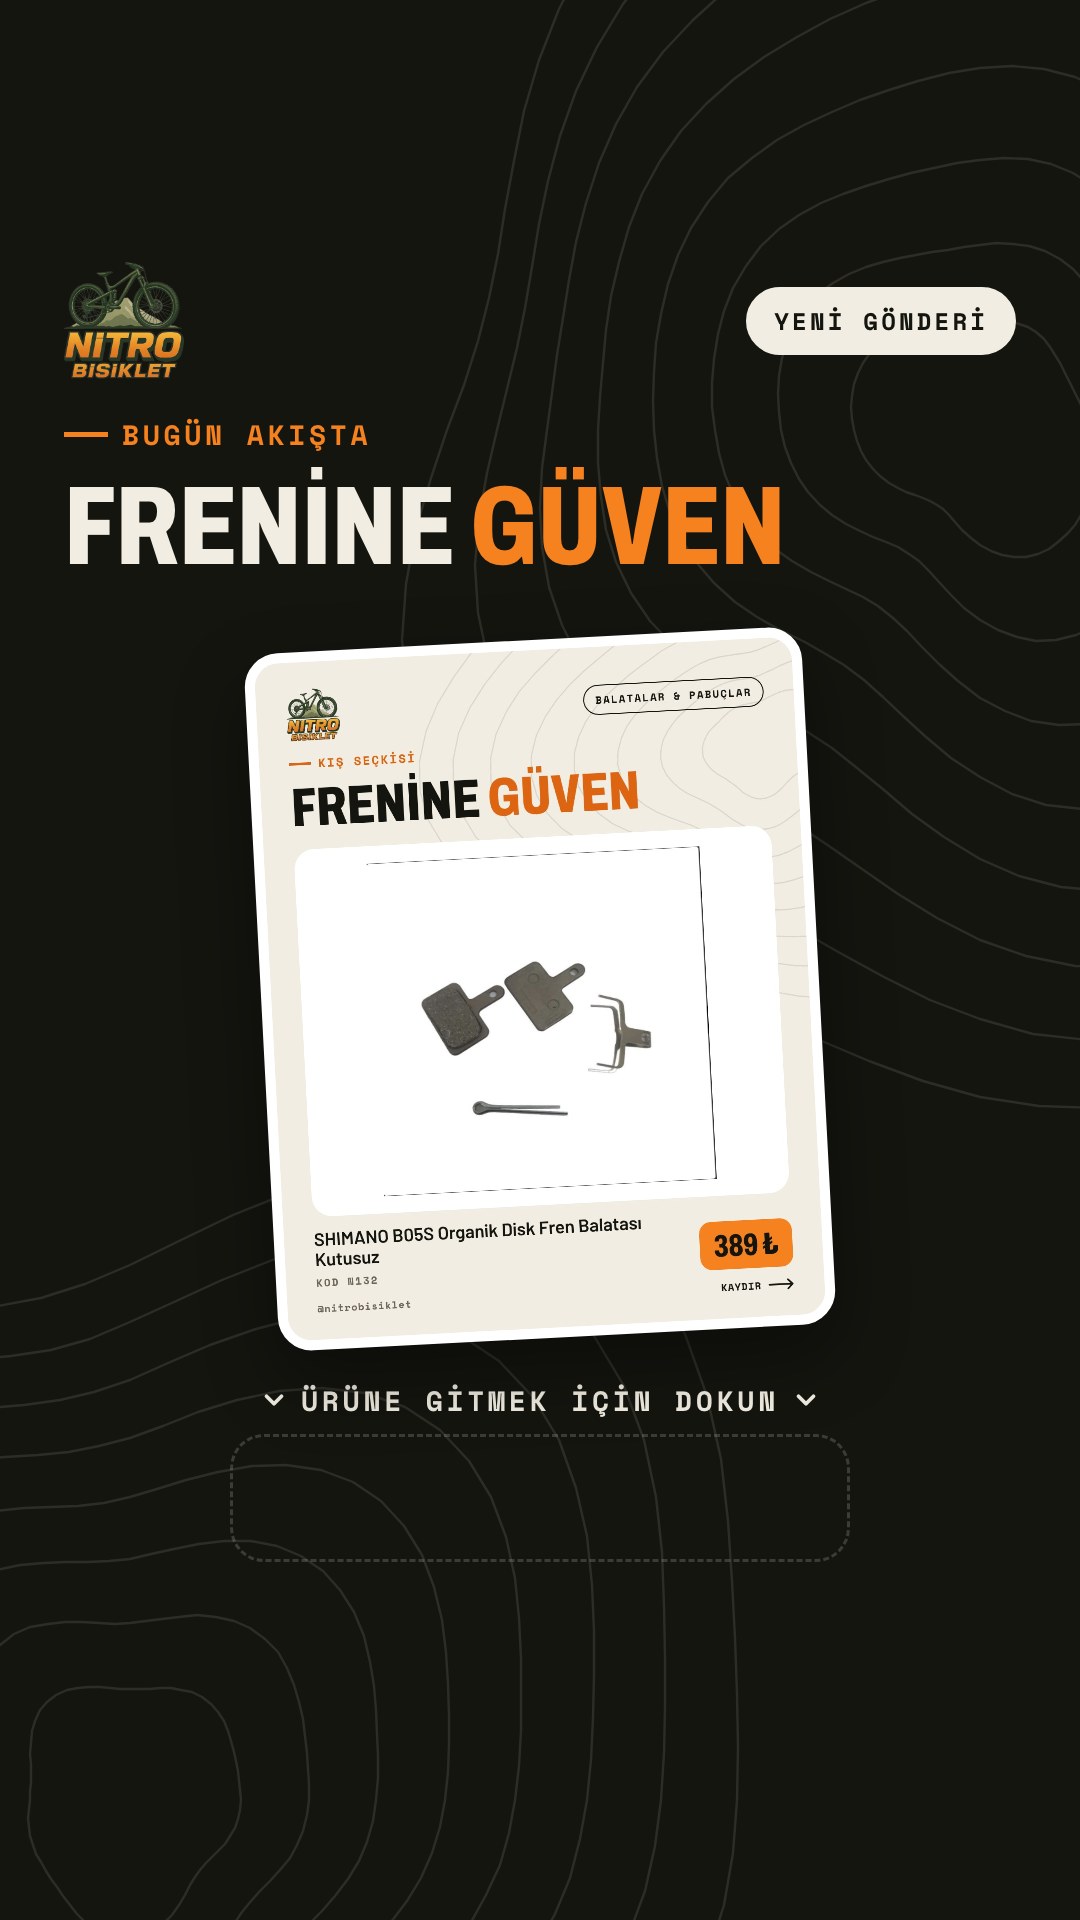 NiTRO
BiSiKLET
YENİ GÖNDERİ
BUGÜN AKIŞTA
FRENİNE GÜVEN
NiTRO
BiSiKLET
BALATALAR & PABUÇLAR
KIŞ SEÇKİSİ
FRENİNE GÜVEN
SHIMANO B05S Organik Disk Fren Balatası
Kutusuz
389 ₺
KOD N132
KAYDIR
@nitrobisiklet
ÜRÜNE GİTMEK İÇİN DOKUN